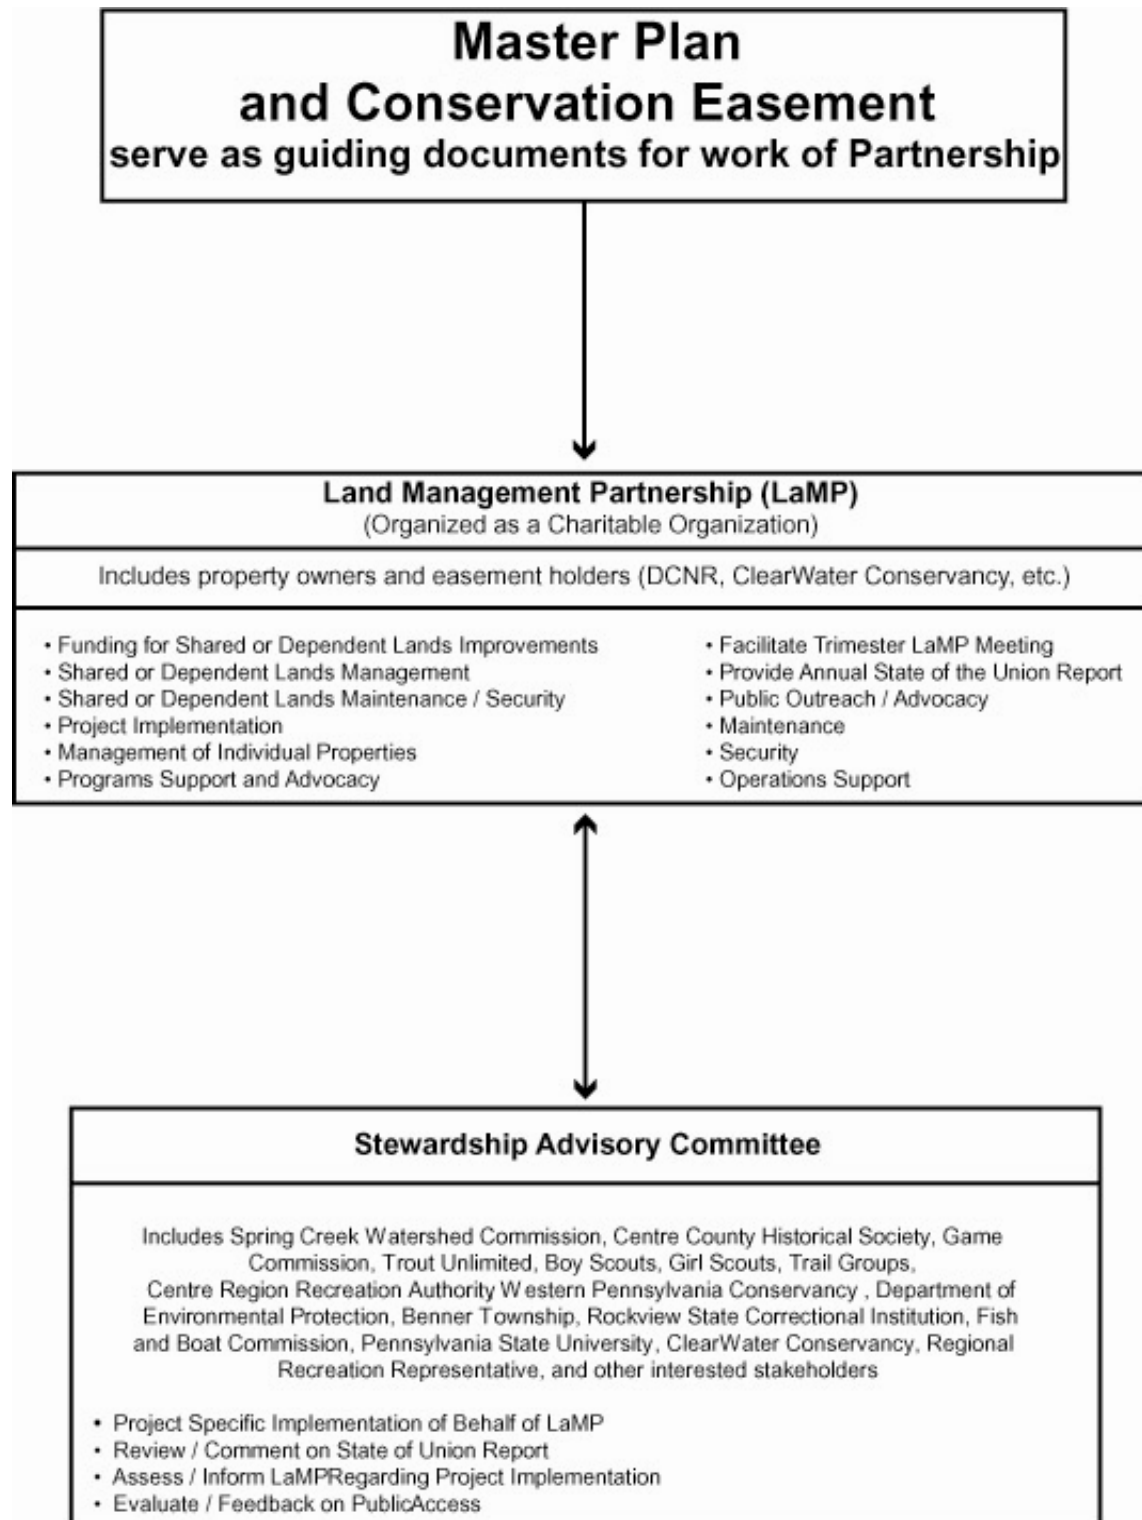 Master Plan
and Conservation Easement
serve as guiding documents for work of Partnership
Land Management Partnership (LaMP)
(Organized as a Charitable Organization)
Includes property owners and easement holders (DCNR, ClearWater Conservancy, etc.)
• Funding for Shared or Dependent Lands Improvements
• Shared or Dependent Lands Management
• Shared or Dependent Lands Maintenance / Security
• Project Implementation
• Management of Individual Properties
• Programs Support and Advocacy
• Facilitate Trimester LaMP Meeting
• Provide Annual State of the Union Report
• Public Outreach / Advocacy
• Maintenance
• Security
• Operations Support
Stewardship Advisory Committee
Includes Spring Creek Watershed Commission, Centre County Historical Society, Game
Commission, Trout Unlimited, Boy Scouts, Girl Scouts, Trail Groups,
Centre Region Recreation Authority Western Pennsylvania Conservancy , Department of
Environmental Protection, Benner Township, Rockview State Correctional Institution, Fish
and Boat Commission, Pennsylvania State University, ClearWater Conservancy, Regional
Recreation Representative, and other interested stakeholders
• Project Specific Implementation of Behalf of LaMP
• Review / Comment on State of Union Report
• Assess / Inform LaMPRegarding Project Implementation
• Evaluate / Feedback on PublicAccess